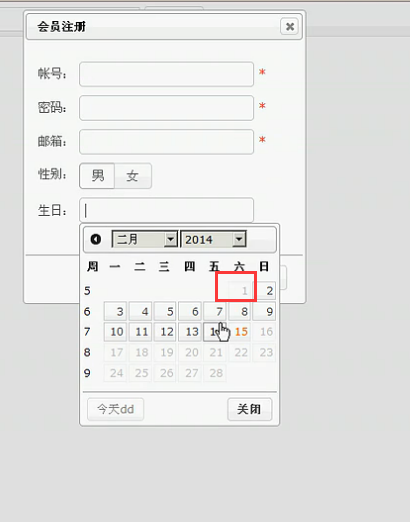 会员注册
帐号： *
密码： *
邮箱： *
性别： 男 女
生日：
二月 2014
周 一 二 三 四 五 六 日
5 1 2
6 3 4 5 6 7 8 9
7 10 11 12 13 15 16
8 17 18 19 20 21 22 23
9 24 25 26 27 28
今天dd 关闭